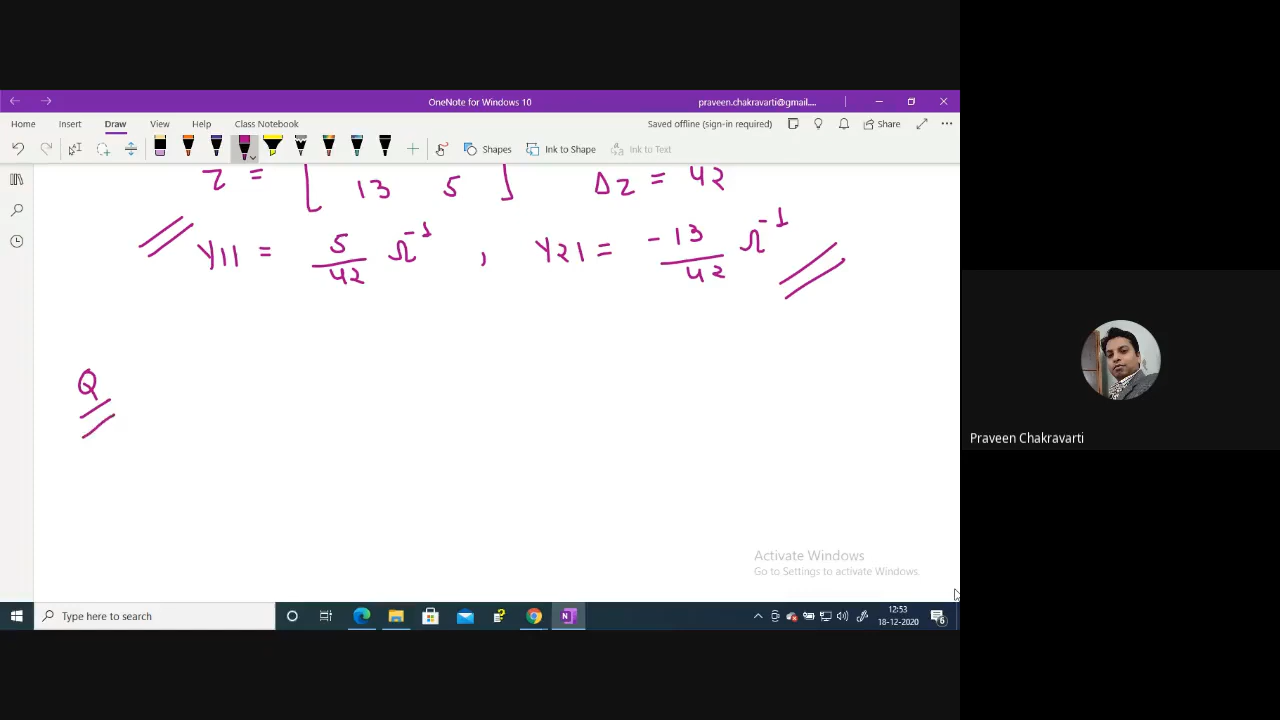 OneNote for Windows 10
praveen.chakravarti@gmail....
Home Insert Draw View Help Class Notebook
Saved offline (sign-in required)
Share
Shapes
Ink to Shape
Ink to Text
Z = [ 13 5 ] ΔZ = 42
Y11 = 5/42 Ω⁻¹ , Y21 = -13/42 Ω⁻¹
Q
Praveen Chakravarti
Activate Windows
Go to Settings to activate Windows.
Type here to search
12:53
18-12-2020
6